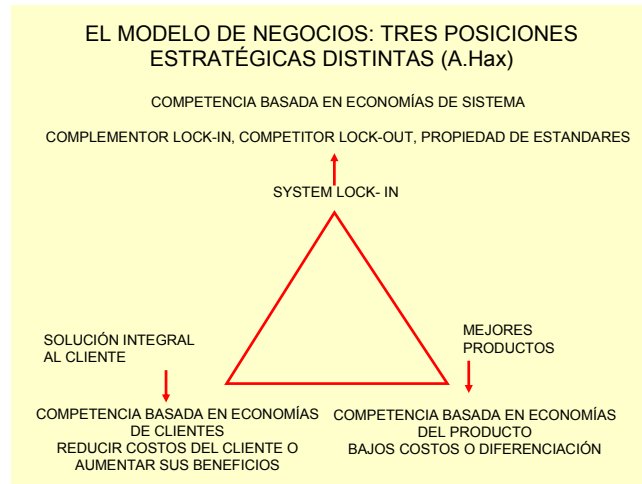 EL MODELO DE NEGOCIOS: TRES POSICIONES
ESTRATÉGICAS DISTINTAS (A.Hax)
COMPETENCIA BASADA EN ECONOMÍAS DE SISTEMA
COMPLEMENTOR LOCK-IN, COMPETITOR LOCK-OUT, PROPIEDAD DE ESTANDARES
SYSTEM LOCK- IN
SOLUCIÓN INTEGRAL
AL CLIENTE
MEJORES
PRODUCTOS
COMPETENCIA BASADA EN ECONOMÍAS
DE CLIENTES
REDUCIR COSTOS DEL CLIENTE O
AUMENTAR SUS BENEFICIOS
COMPETENCIA BASADA EN ECONOMÍAS
DEL PRODUCTO
BAJOS COSTOS O DIFERENCIACIÓN